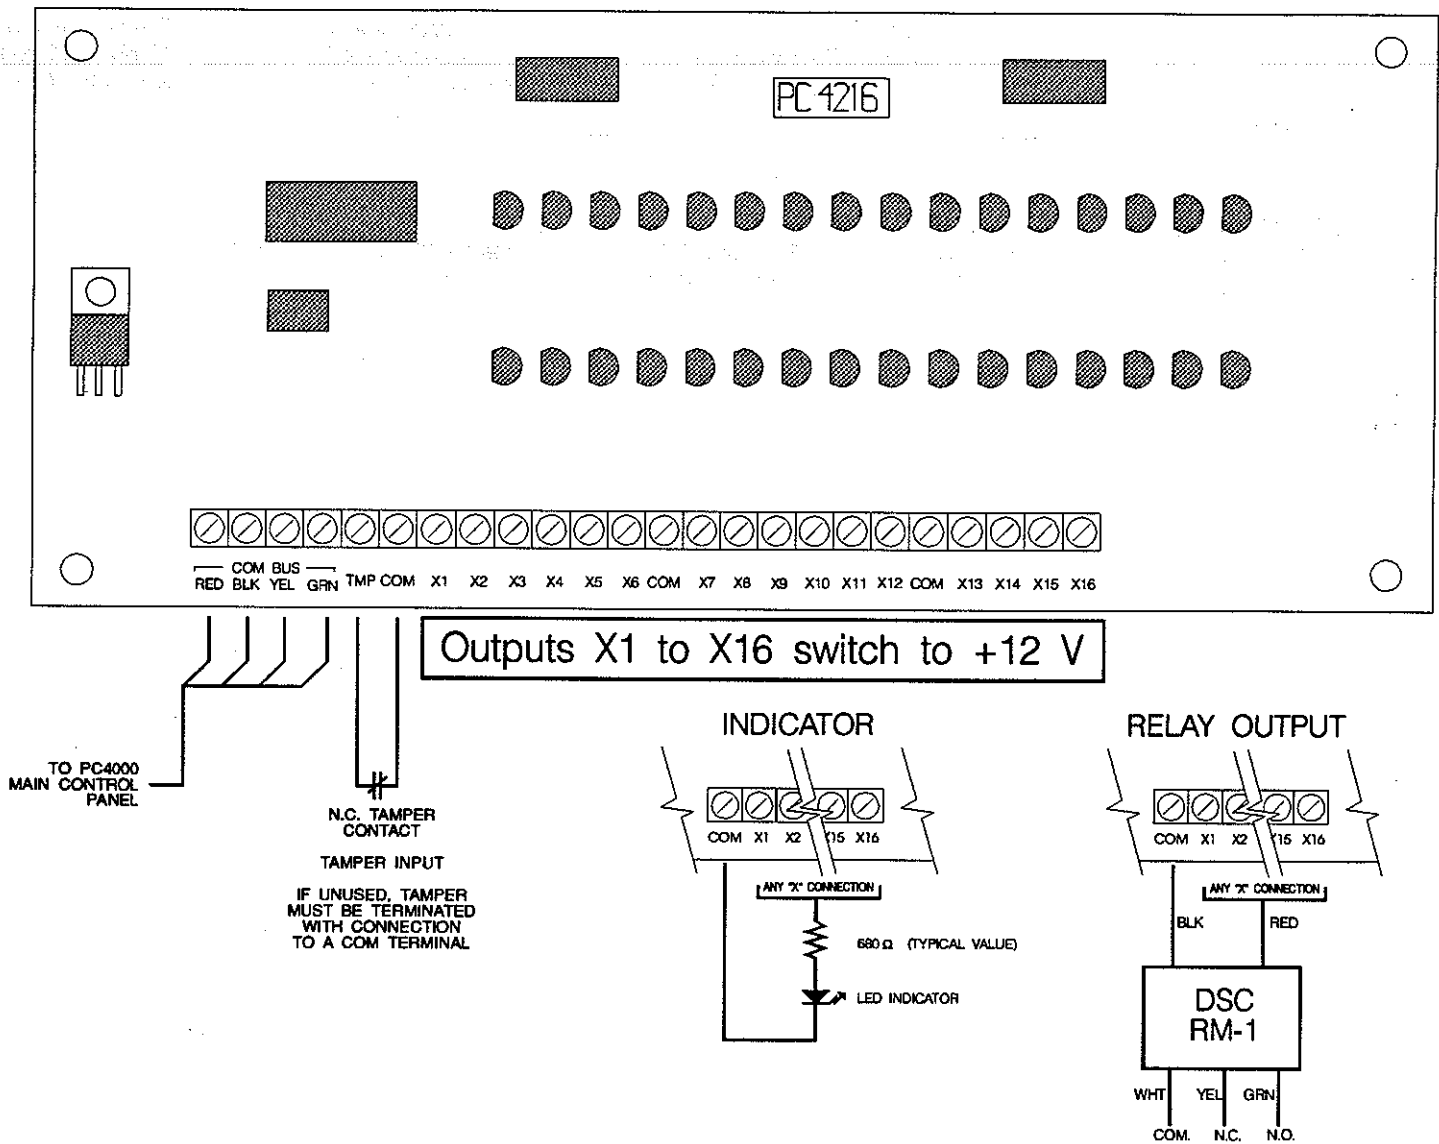 PC4216
COM BUS
RED BLK YEL GRN TMP COM X1 X2 X3 X4 X5 X6 COM X7 X8 X9 X10 X11 X12 COM X13 X14 X15 X16
Outputs X1 to X16 switch to +12 V
TO PC4000
MAIN CONTROL
PANEL
N.C. TAMPER
CONTACT
TAMPER INPUT
IF UNUSED, TAMPER
MUST BE TERMINATED
WITH CONNECTION
TO A COM TERMINAL
INDICATOR
COM X1 X2 X15 X16
ANY "X" CONNECTION
680 Ω (TYPICAL VALUE)
LED INDICATOR
RELAY OUTPUT
COM X1 X2 X15 X16
ANY "X" CONNECTION
BLK RED
DSC
RM-1
WHT YEL GRN
COM. N.C. N.O.